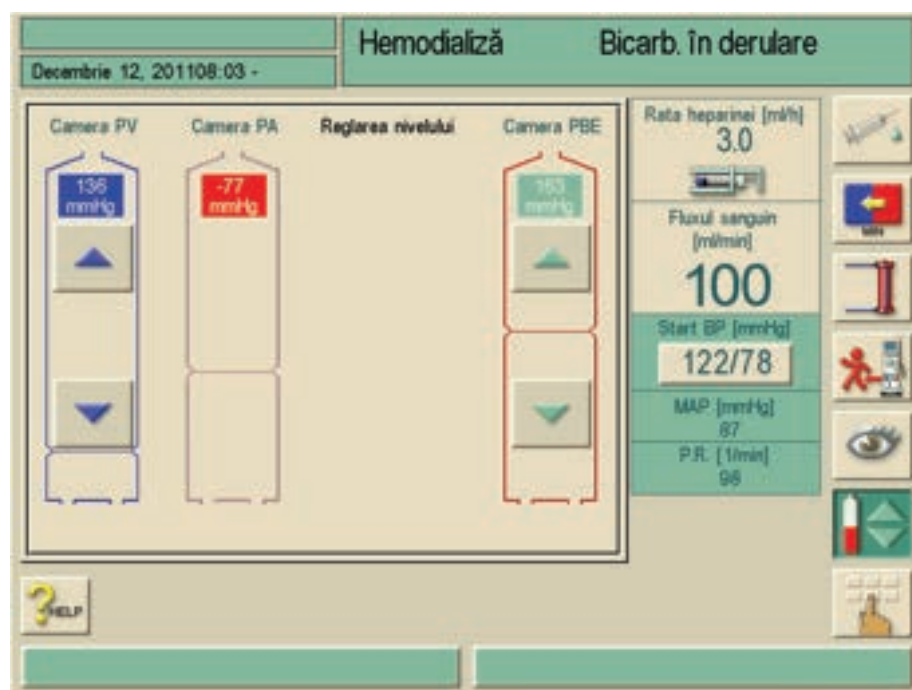 Hemodializă Bicarb. în derulare
Decembrie 12, 201108:03 -
Camera PV Camera PA Reglarea nivelului Camera PBE
136
mmHg
-77
mmHg
163
mmHg
Rata heparinei [ml/h]
3.0
Fluxul sanguin
[ml/min]
100
Start BP [mmHg]
122/78
MAP [mmHg]
87
P.R. [1/min]
98
MIN
HELP